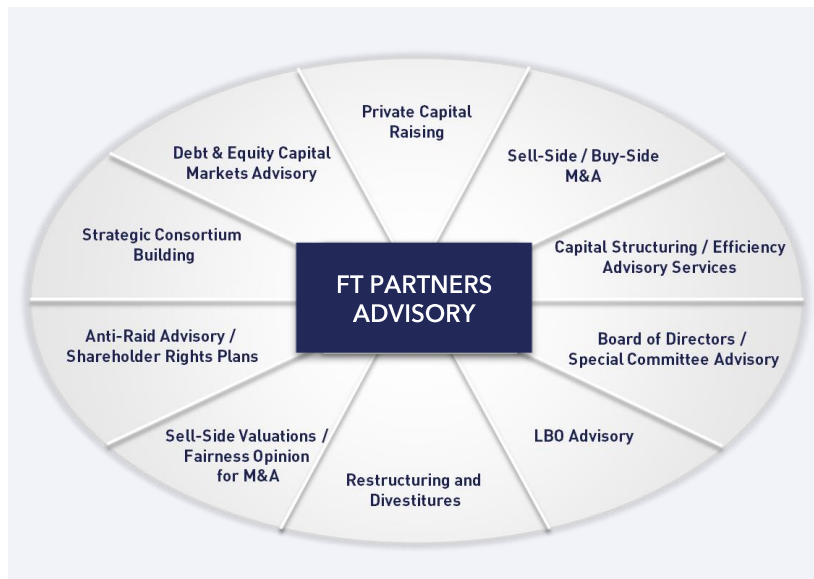 Private Capital
Raising
Sell-Side / Buy-Side
M&A
Capital Structuring / Efficiency
Advisory Services
Board of Directors /
Special Committee Advisory
LBO Advisory
Restructuring and
Divestitures
Sell-Side Valuations /
Fairness Opinion
for M&A
Anti-Raid Advisory /
Shareholder Rights Plans
Strategic Consortium
Building
Debt & Equity Capital
Markets Advisory
FT PARTNERS
ADVISORY